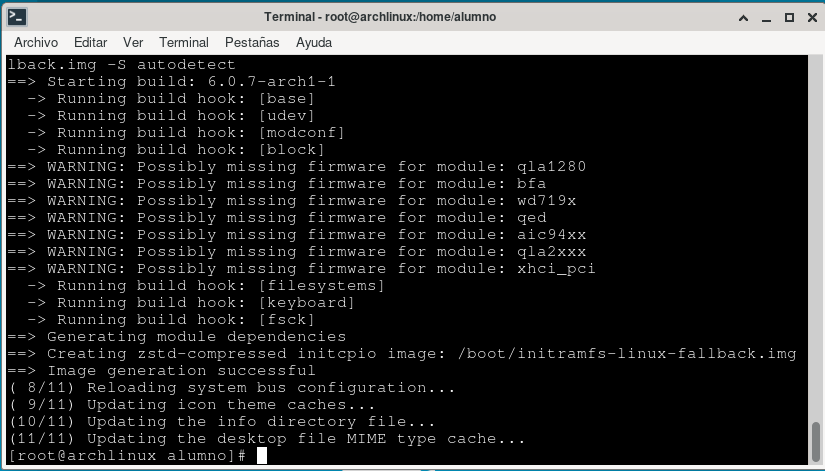 Terminal - root@archlinux:/home/alumno
Archivo Editar Ver Terminal Pestañas Ayuda
lback.img -S autodetect
==> Starting build: 6.0.7-arch1-1
  -> Running build hook: [base]
  -> Running build hook: [udev]
  -> Running build hook: [modconf]
  -> Running build hook: [block]
==> WARNING: Possibly missing firmware for module: qla1280
==> WARNING: Possibly missing firmware for module: bfa
==> WARNING: Possibly missing firmware for module: wd719x
==> WARNING: Possibly missing firmware for module: qed
==> WARNING: Possibly missing firmware for module: aic94xx
==> WARNING: Possibly missing firmware for module: qla2xxx
==> WARNING: Possibly missing firmware for module: xhci_pci
  -> Running build hook: [filesystems]
  -> Running build hook: [keyboard]
  -> Running build hook: [fsck]
==> Generating module dependencies
==> Creating zstd-compressed initcpio image: /boot/initramfs-linux-fallback.img
==> Image generation successful
( 8/11) Reloading system bus configuration...
( 9/11) Updating icon theme caches...
(10/11) Updating the info directory file...
(11/11) Updating the desktop file MIME type cache...
[root@archlinux alumno]#